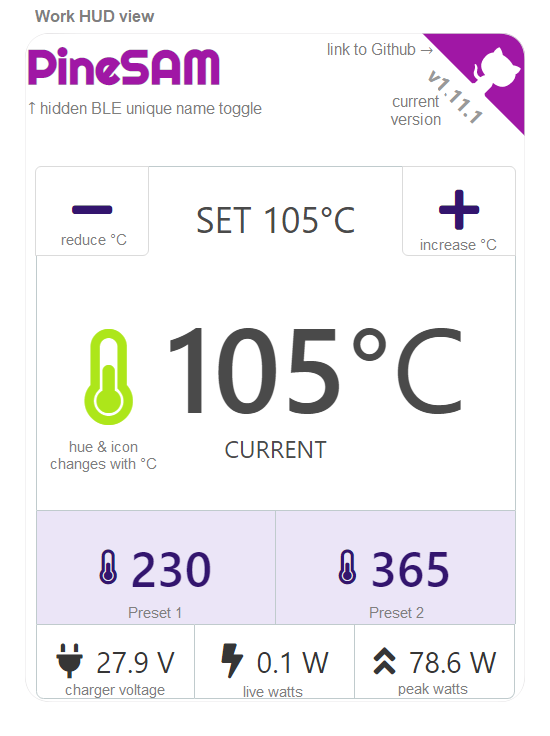 Work HUD view
PineSAM
link to Github →
↑ hidden BLE unique name toggle
v1.11.1
current
version
reduce °C
SET 105°C
increase °C
105°C
hue & icon
changes with °C
CURRENT
230
Preset 1
365
Preset 2
27.9 V
charger voltage
0.1 W
live watts
78.6 W
peak watts